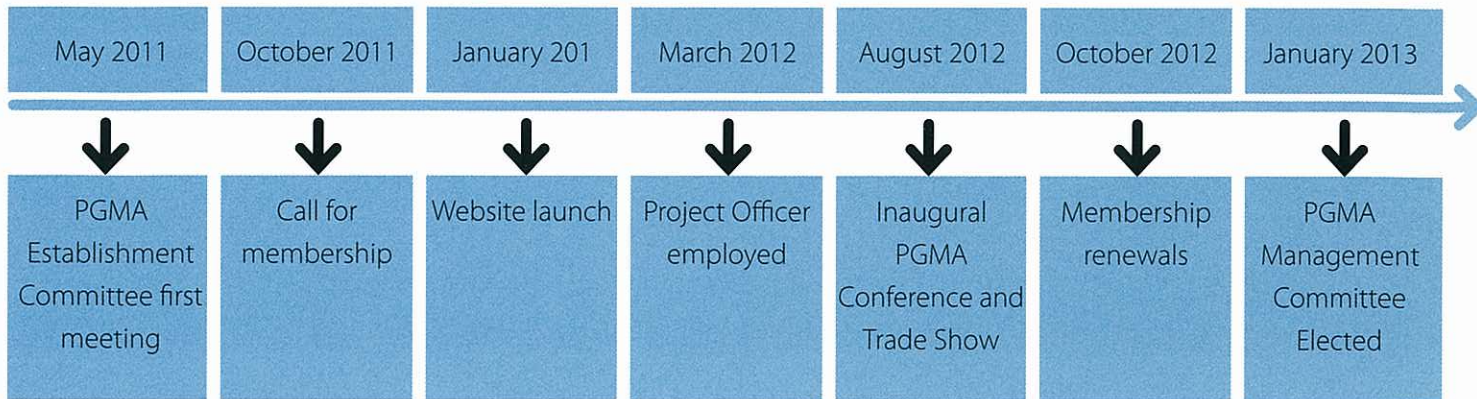 May 2011
October 2011
January 201
March 2012
August 2012
October 2012
January 2013
PGMA
Establishment
Committee first
meeting
Call for
membership
Website launch
Project Officer
employed
Inaugural
PGMA
Conference and
Trade Show
Membership
renewals
PGMA
Management
Committee
Elected